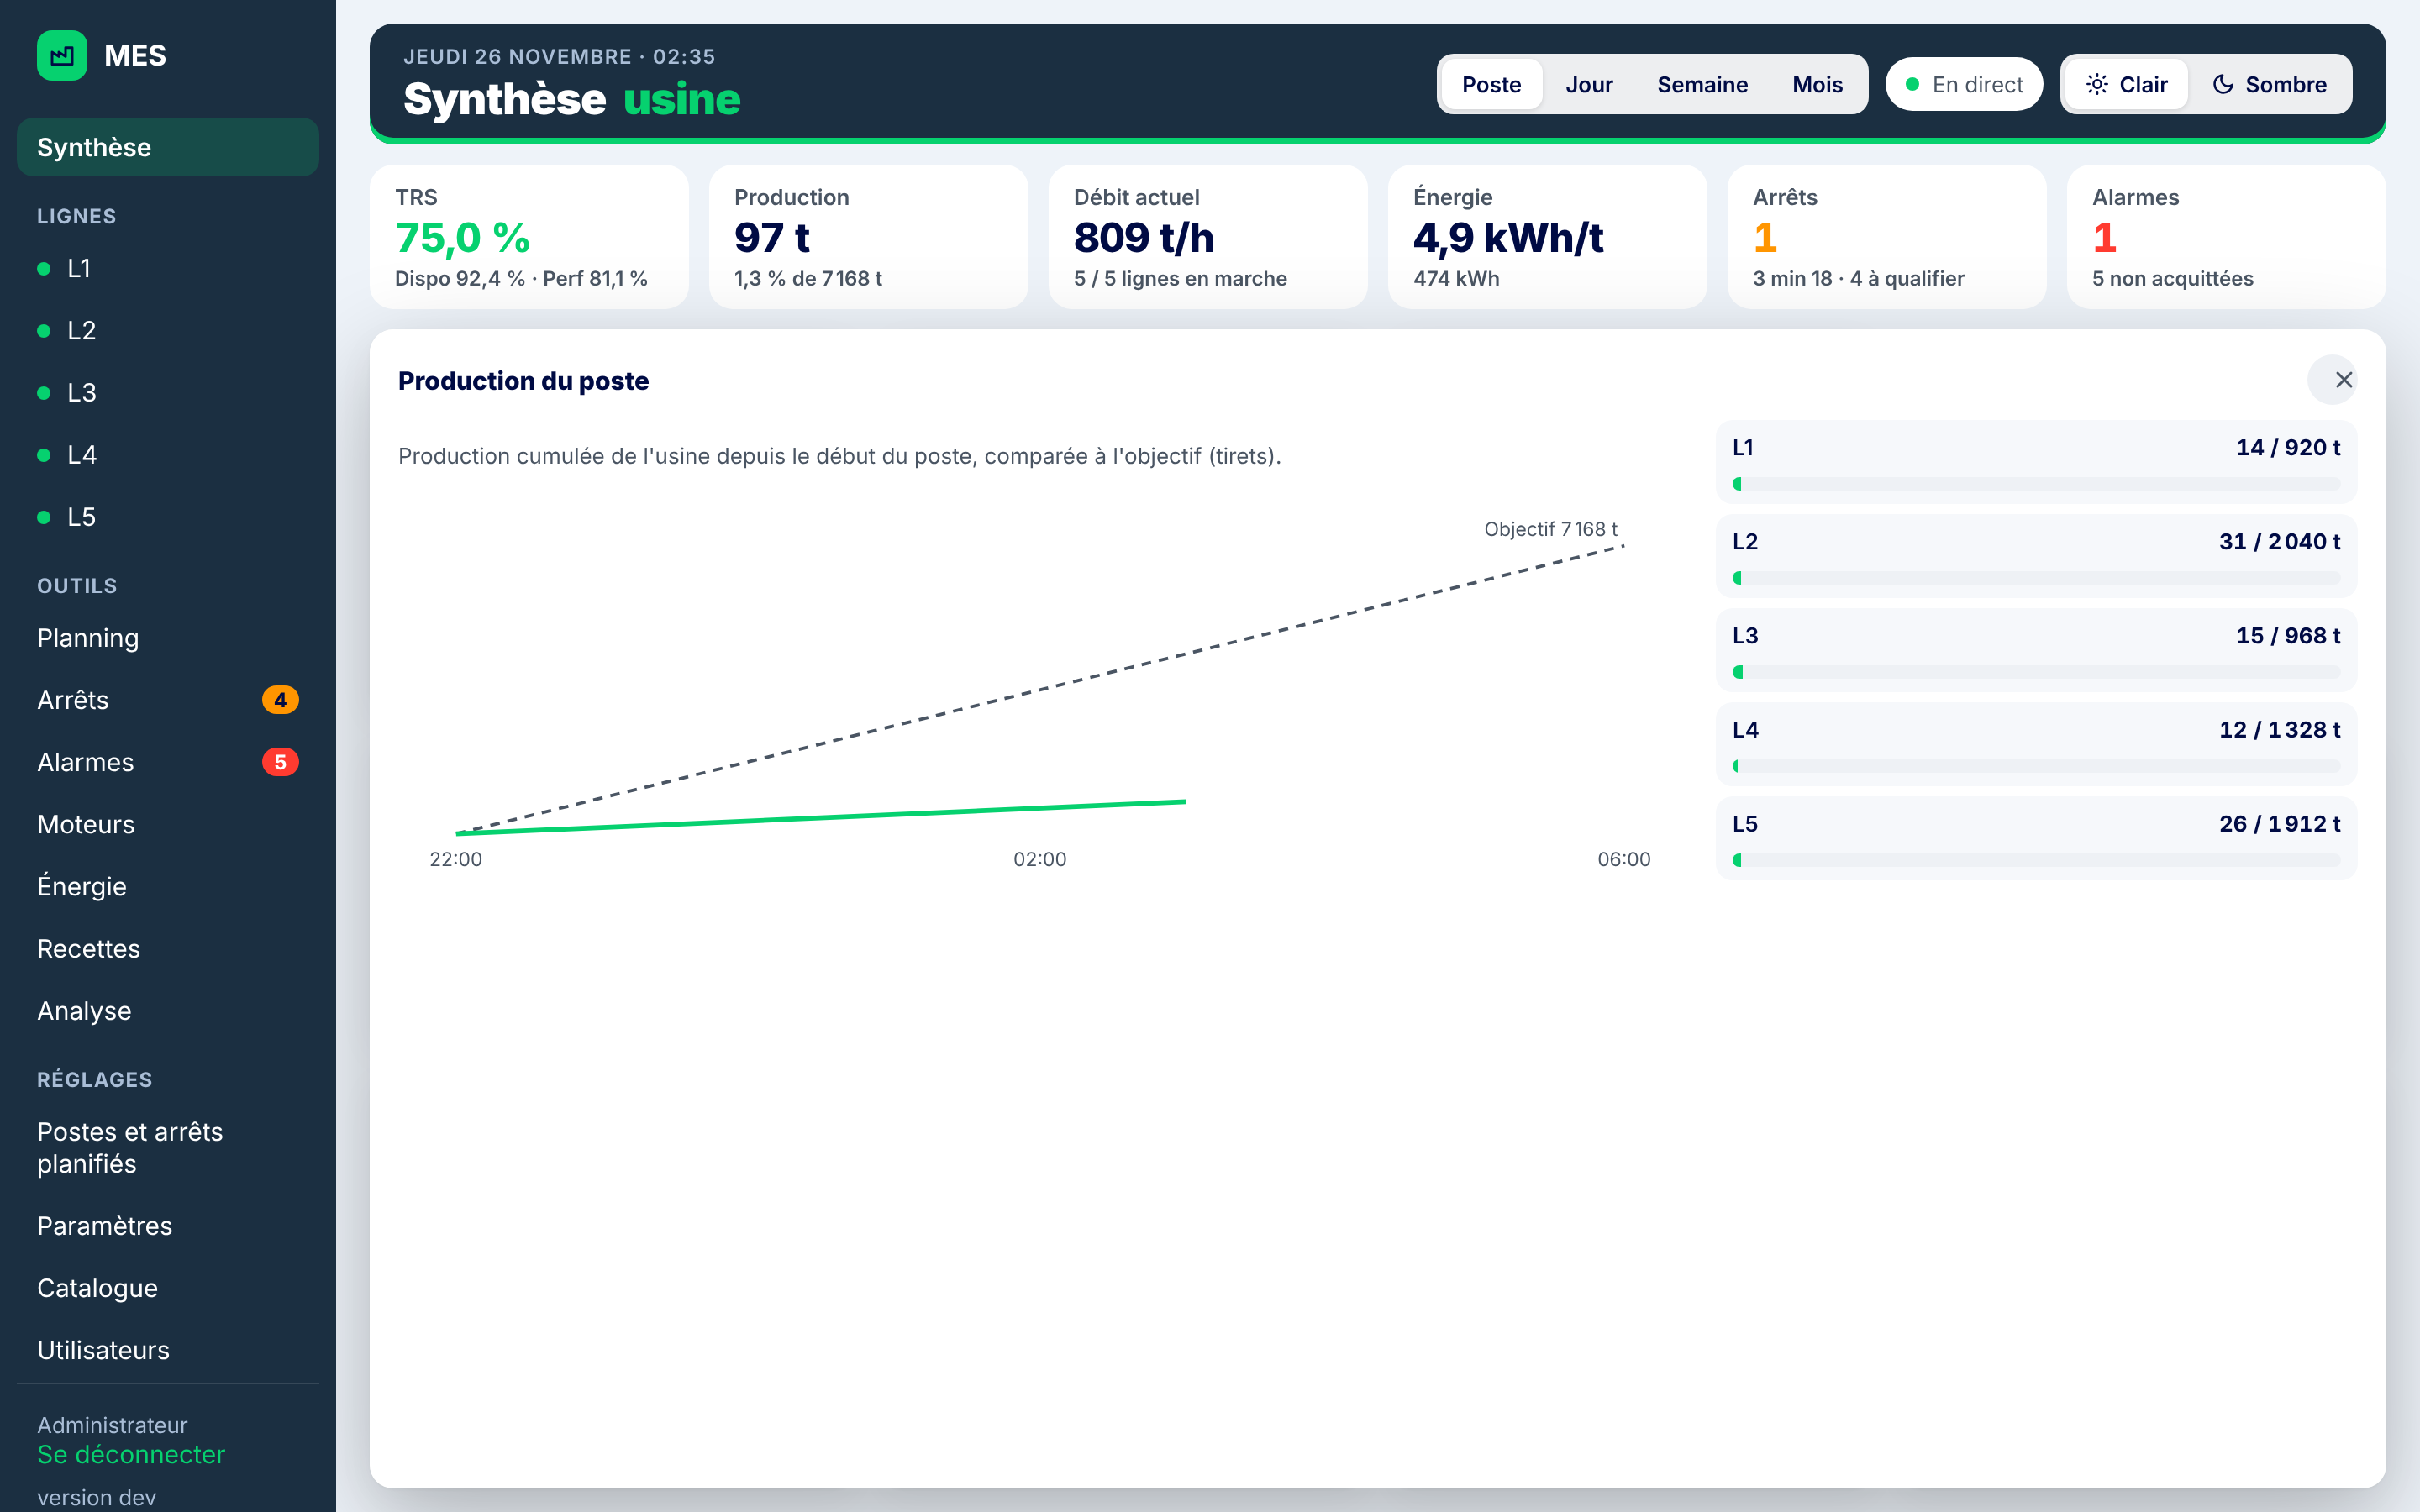 MES
Synthèse
LIGNES
L1
L2
L3
L4
L5
OUTILS
Planning
Arrêts 4
Alarmes 5
Moteurs
Énergie
Recettes
Analyse
RÉGLAGES
Postes et arrêts
planifiés
Paramètres
Catalogue
Utilisateurs
Administrateur
Se déconnecter
version dev
JEUDI 26 NOVEMBRE · 02:35
Synthèse usine
Poste Jour Semaine Mois
En direct
Clair Sombre
TRS
75,0 %
Dispo 92,4 % · Perf 81,1 %
Production
97 t
1,3 % de 7 168 t
Débit actuel
809 t/h
5 / 5 lignes en marche
Énergie
4,9 kWh/t
474 kWh
Arrêts
1
3 min 18 · 4 à qualifier
Alarmes
1
5 non acquittées
Production du poste
Production cumulée de l'usine depuis le début du poste, comparée à l'objectif (tirets).
Objectif 7 168 t
22:00 02:00 06:00
L1 14 / 920 t
L2 31 / 2 040 t
L3 15 / 968 t
L4 12 / 1 328 t
L5 26 / 1 912 t